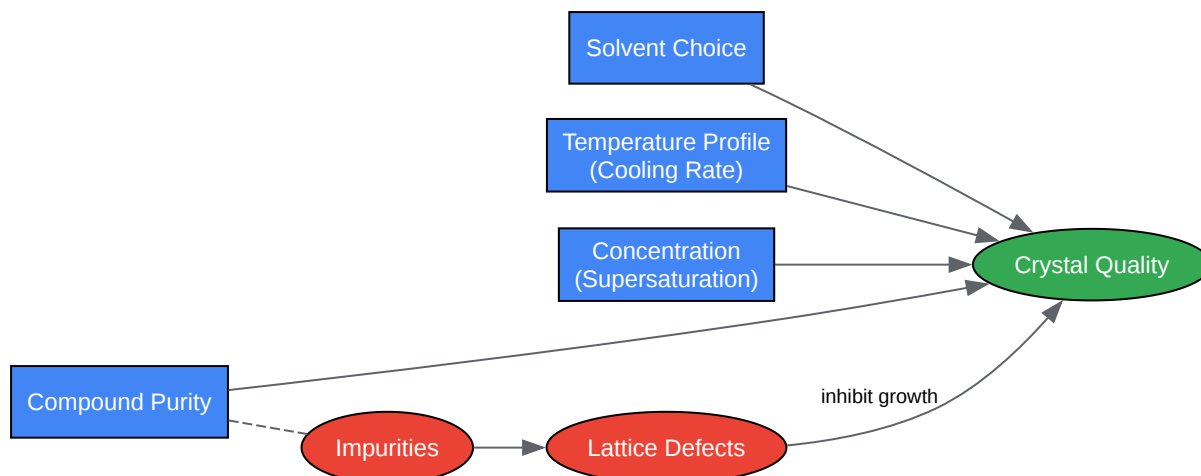 Solvent Choice
Temperature Profile
(Cooling Rate)
Concentration
(Supersaturation)
Crystal Quality
Compound Purity
inhibit growth
Impurities
Lattice Defects